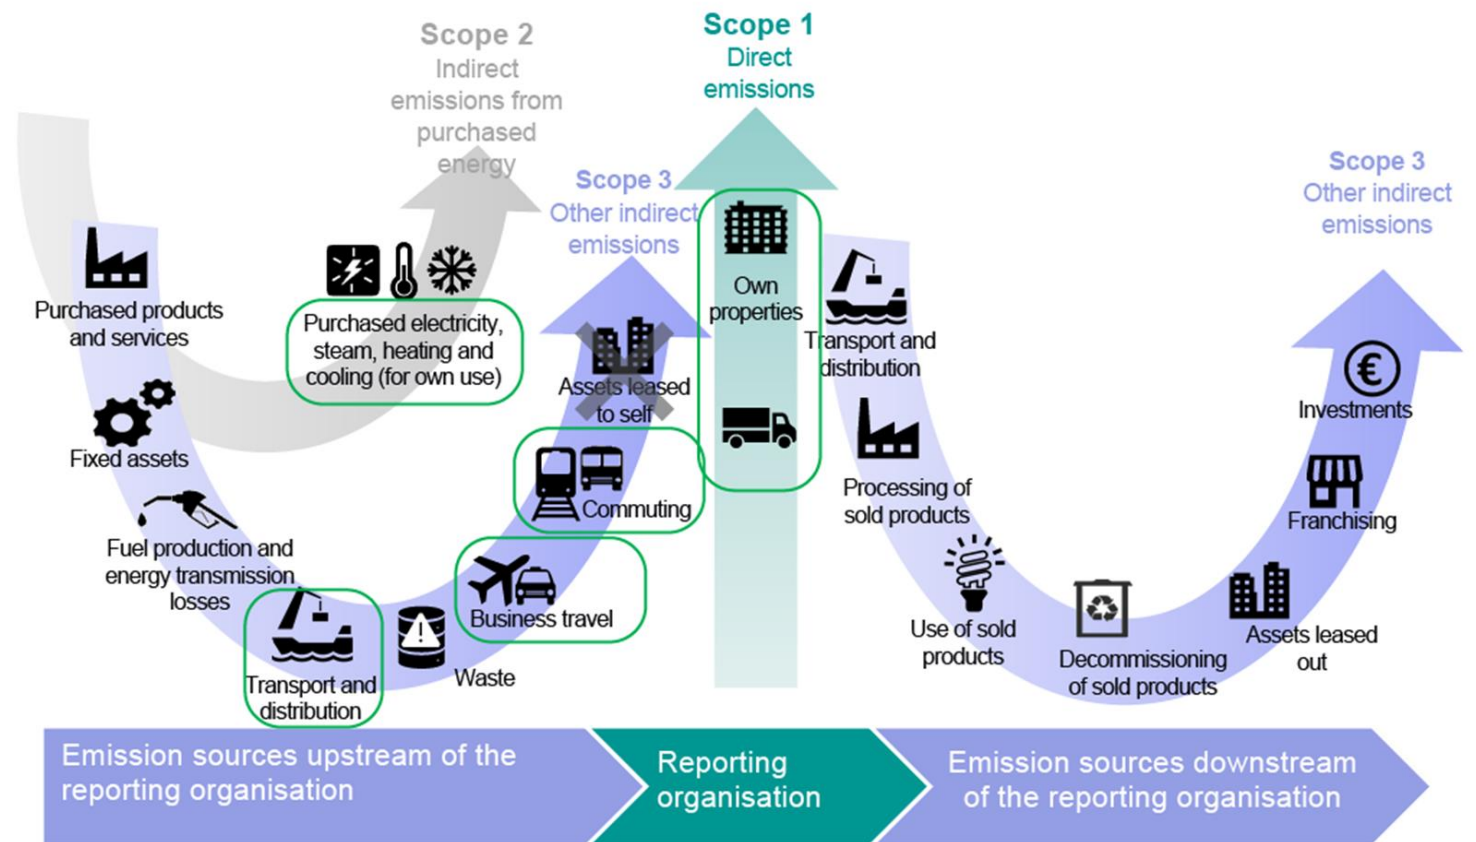 Scope 2
Indirect
emissions from
purchased
energy
Scope 1
Direct
emissions
Scope 3
Other indirect
emissions
Scope 3
Other indirect
emissions
Purchased products
and services
Fixed assets
Fuel production and
energy transmission
losses
Transport and
distribution
Waste
Business travel
Commuting
Assets leased
to self
Purchased electricity,
steam, heating and
cooling (for own use)
Own
properties
Transport and
distribution
Processing of
sold products
Use of sold
products
Decommissioning
of sold products
Assets leased
out
Franchising
€
Investments
Emission sources upstream of the
reporting organisation
Reporting
organisation
Emission sources downstream
of the reporting organisation